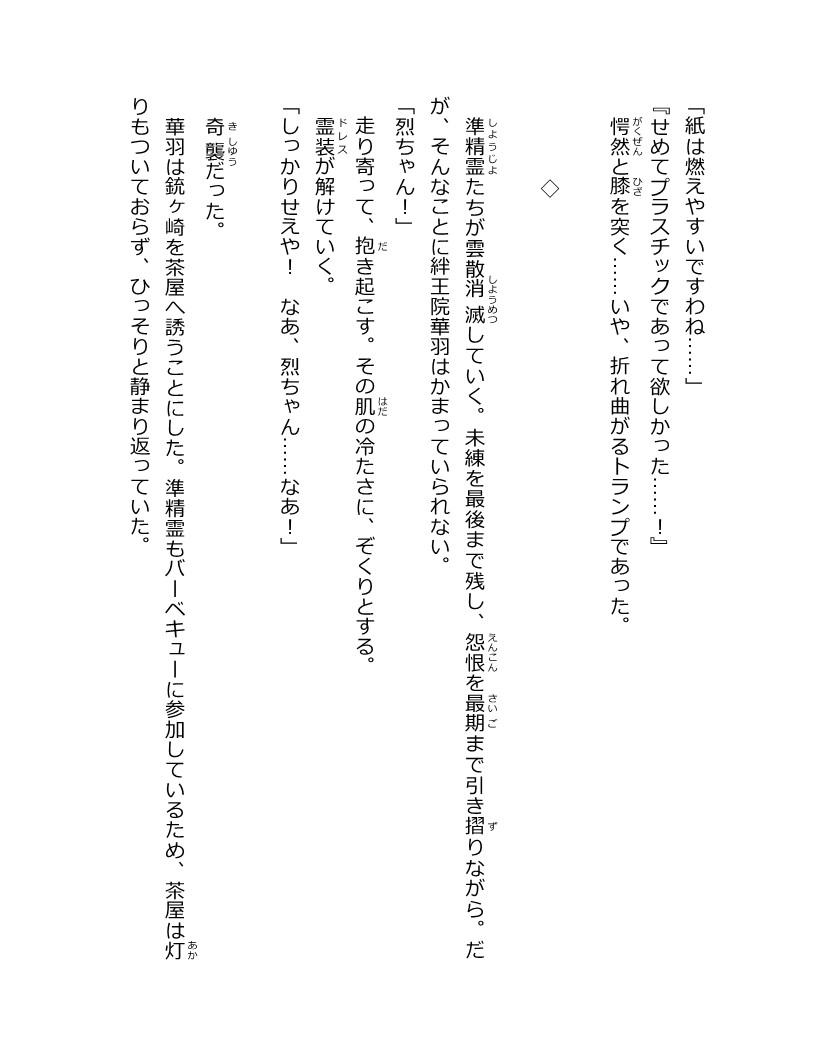 「紙は燃えやすいですわね……」
『せめてプラスチックであって欲しかった……！』
愕然と膝を突く……いや、折れ曲がるトランプであった。
◇
準精霊たちが雲散消滅していく。未練を最後まで残し、怨恨を最期まで引き摺りながら。だ
が、そんなことに絆王院華羽はかまっていられない。
「烈ちゃん！」
走り寄って、抱き起こす。その肌の冷たさに、ぞくりとする。
霊装が解けていく。
「しっかりせえや！　なあ、烈ちゃん……なあ！」
奇襲だった。
華羽は銃ヶ崎を茶屋へ誘うことにした。準精霊もバーベキューに参加しているため、茶屋は灯
りもついておらず、ひっそりと静まり返っていた。